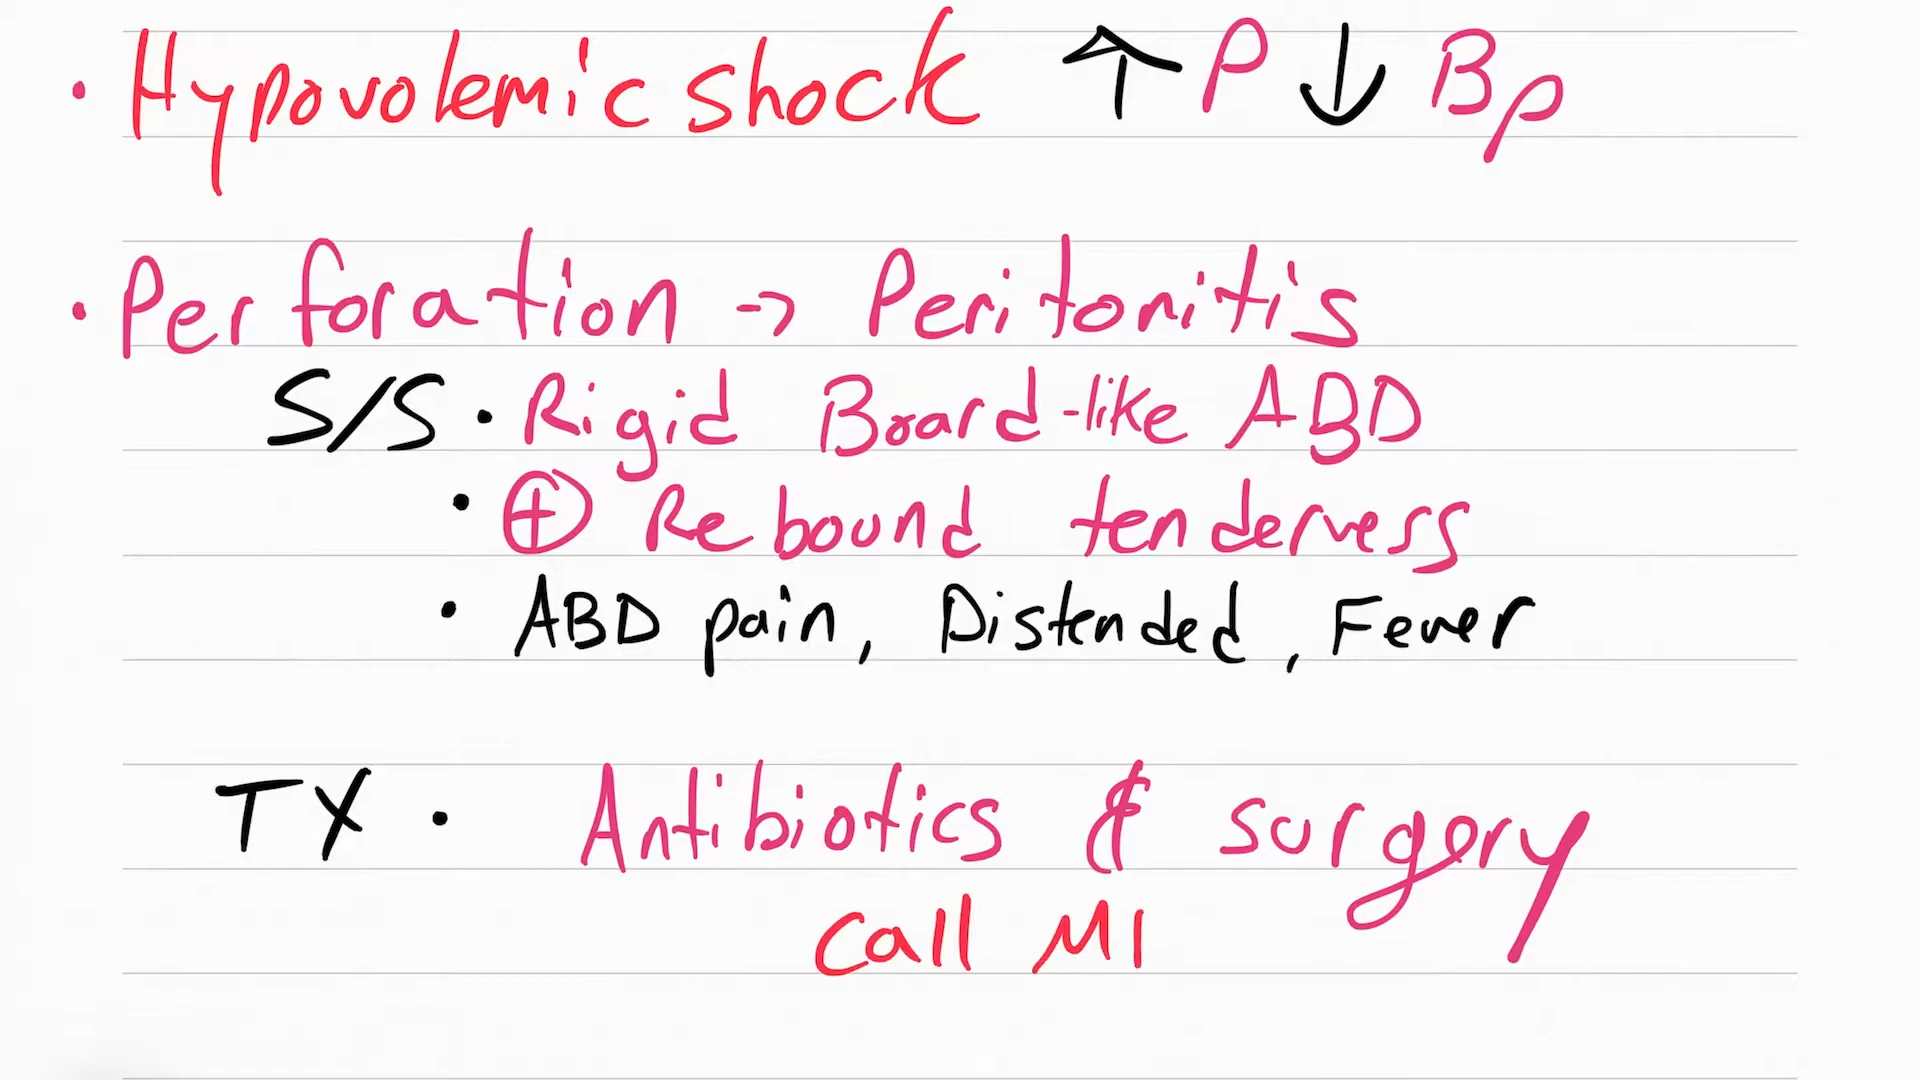 • Hypovolemic shock ↑ P ↓ Bp
• Perforation -> Peritonitis
S/S • Rigid Board-like ABD
• ⊕ Rebound tenderness
• ABD pain, Distended, Fever
TX • Antibiotics & surgery
Call M1